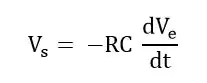 Vₛ = −RC dVₑ/dt